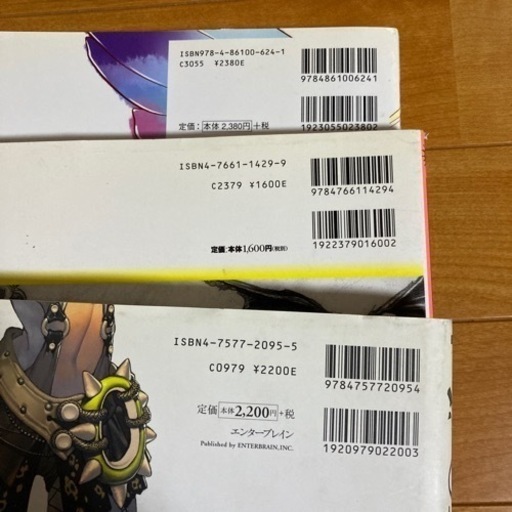 ISBN978-4-86100-624-1
C3055 ¥2380E
9784861006241
定価：本体2,380円+税
1923055023802
ISBN4-7661-1429-9
C2379 ¥1600E
9784766114294
定価:本体1,600円(税別)
1922379016002
ISBN4-7577-2095-5
C0979 ¥2200E
9784757720954
定価 本体2,200円+税
エンターブレイン
Published by ENTERBRAIN, INC.
1920979022003